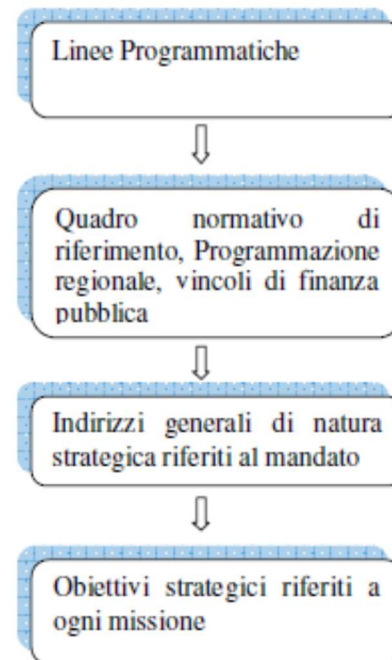 Linee Programmatiche
Quadro normativo di
riferimento, Programmazione
regionale, vincoli di finanza
pubblica
Indirizzi generali di natura
strategica riferiti al mandato
Obiettivi strategici riferiti a
ogni missione